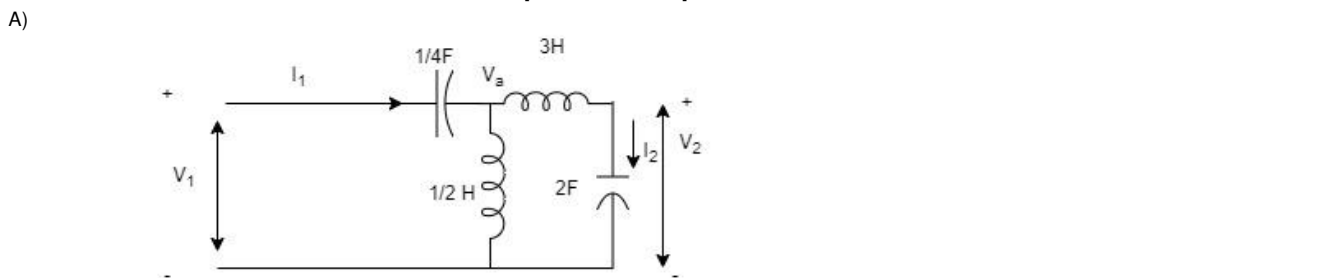 A)
3H
1/4F
I1
Va
+
+
V2
I2
V1
1/2 H
2F
-
-